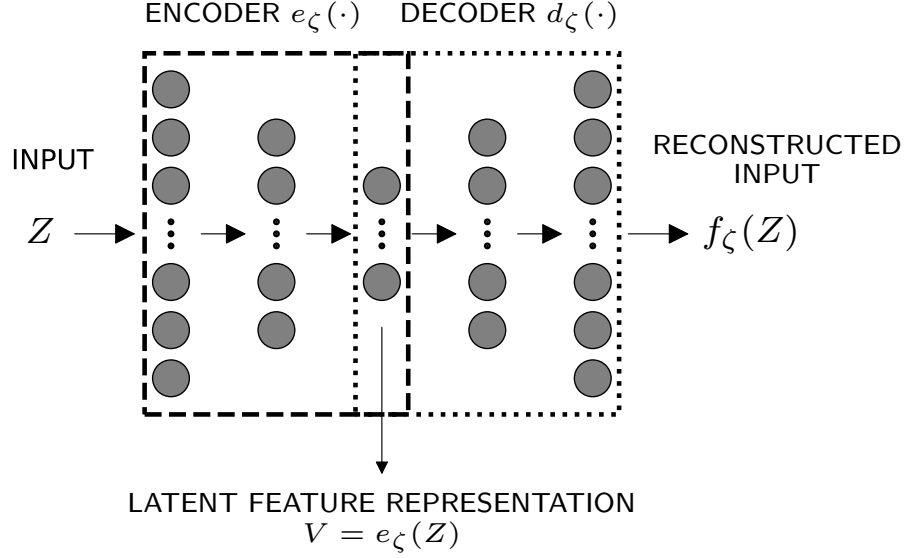 ENCODER e_ζ(·)
DECODER d_ζ(·)
INPUT
Z
RECONSTRUCTED
INPUT
f_ζ(Z)
LATENT FEATURE REPRESENTATION
V = e_ζ(Z)